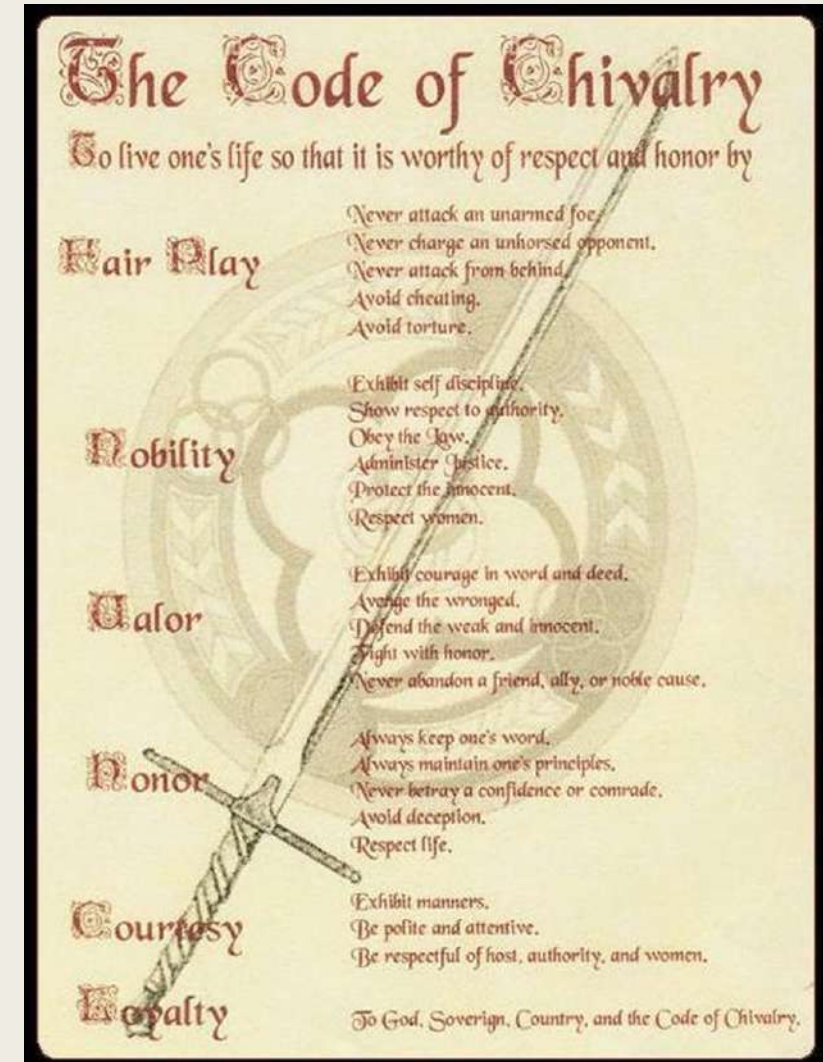 The Code of Chivalry
To live one's life so that it is worthy of respect and honor by
Fair Play
Never attack an unarmed foe.
Never charge an unhorsed opponent.
Never attack from behind.
Avoid cheating.
Avoid torture.
Nobility
Exhibit self discipline.
Show respect to authority.
Obey the Law.
Administer Justice.
Protect the innocent.
Respect women.
Valor
Exhibit courage in word and deed.
Avenge the wronged.
Defend the weak and innocent.
Fight with honor.
Never abandon a friend, ally, or noble cause.
Honor
Always keep one's word.
Always maintain one's principles.
Never betray a confidence or comrade.
Avoid deception.
Respect life.
Courtesy
Exhibit manners.
Be polite and attentive.
Be respectful of host, authority, and women.
Loyalty
To God, Soverign, Country, and the Code of Chivalry.